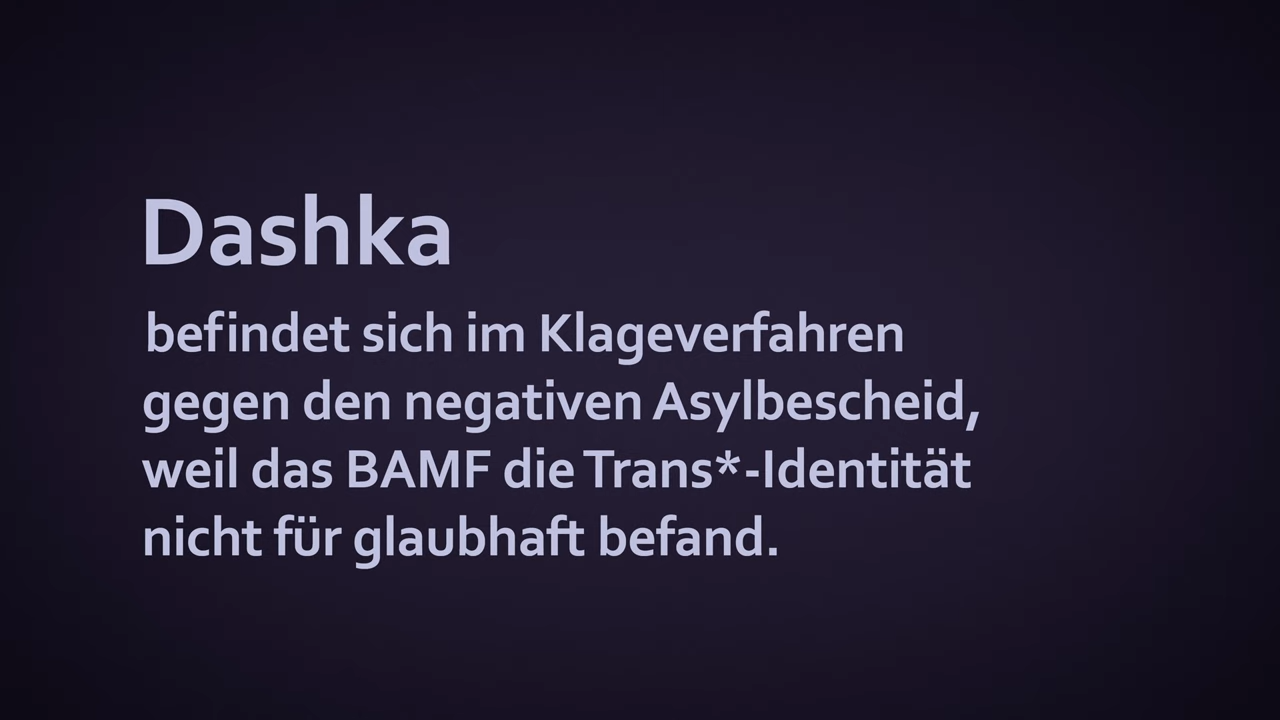 Dashka
befindet sich im Klageverfahren
gegen den negativen Asylbescheid,
weil das BAMF die Trans*-Identität
nicht für glaubhaft befand.